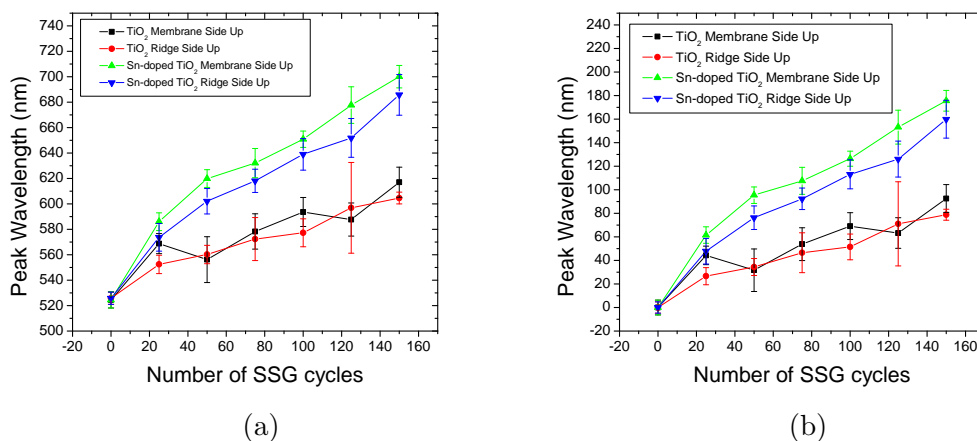 740
720
700
680
660
640
620
600
580
560
540
520
500
-20 0 20 40 60 80 100 120 140 160
Peak Wavelength (nm)
Number of SSG cycles
TiO2 Membrane Side Up
TiO2 Ridge Side Up
Sn-doped TiO2 Membrane Side Up
Sn-doped TiO2 Ridge Side Up
(a)
240
220
200
180
160
140
120
100
80
60
40
20
0
-20
-20 0 20 40 60 80 100 120 140 160
Peak Wavelength (nm)
Number of SSG cycles
TiO2 Membrane Side Up
TiO2 Ridge Side Up
Sn-doped TiO2 Membrane Side Up
Sn-doped TiO2 Ridge Side Up
(b)